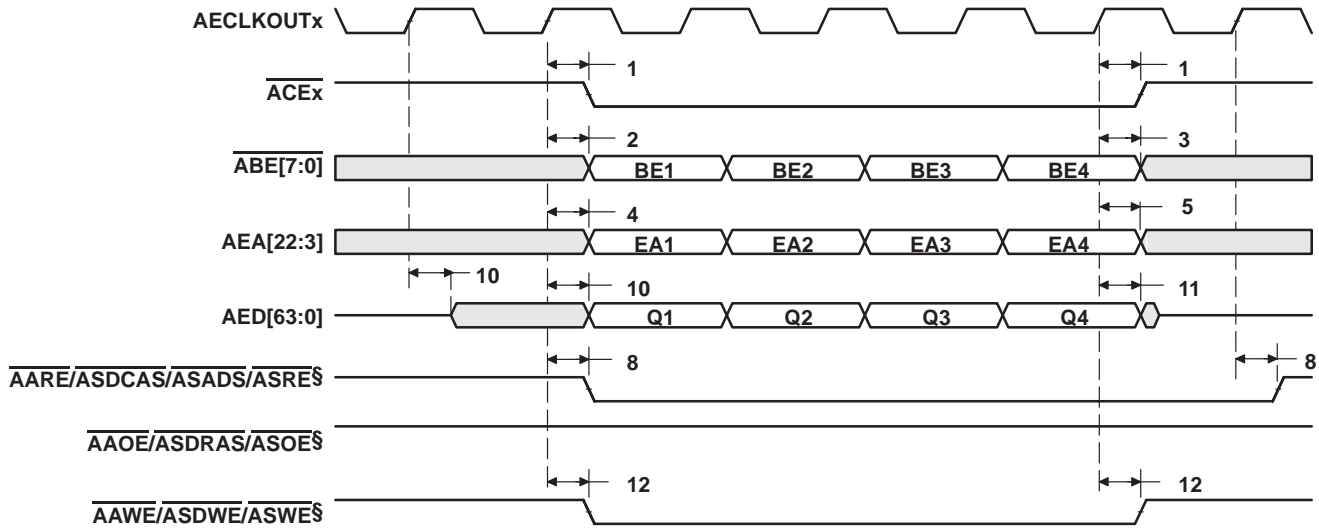 AECLKOUTx
1 1
ACEx
2 3
ABE[7:0] BE1 BE2 BE3 BE4
4 5
AEA[22:3] EA1 EA2 EA3 EA4
10 10 11
AED[63:0] Q1 Q2 Q3 Q4
8 8
AARE/ASDCAS/ASADS/ASRE§
AAOE/ASDRAS/ASOE§
12 12
AAWE/ASDWE/ASWE§